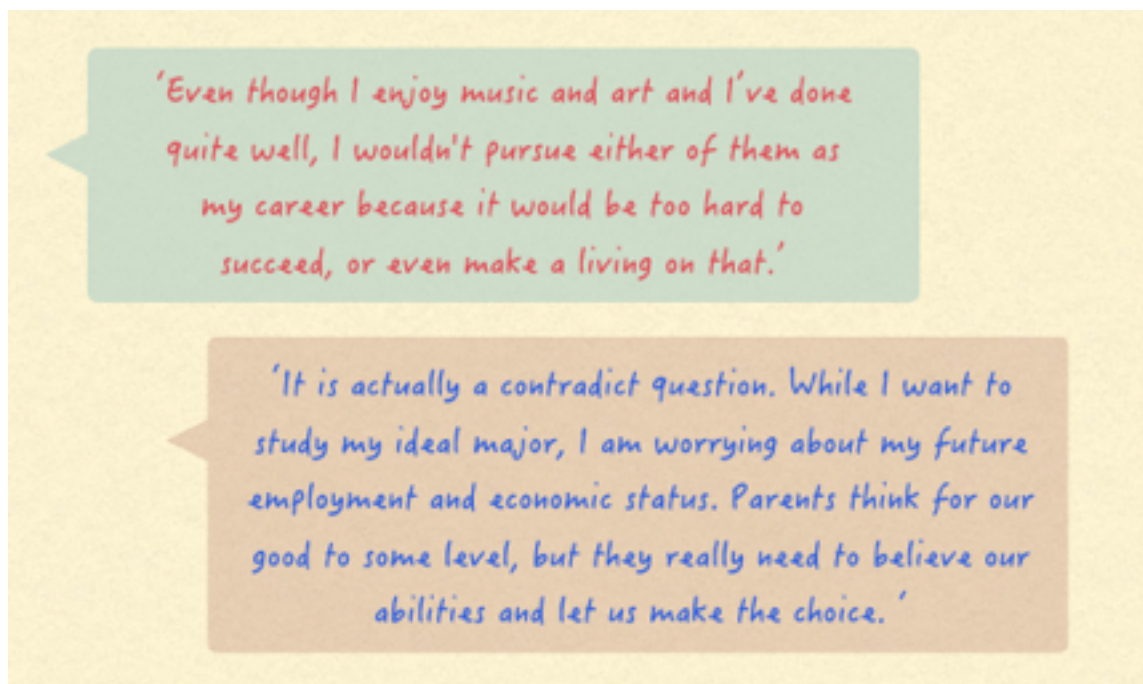 'Even though I enjoy music and art and I've done
quite well, I wouldn't pursue either of them as
my career because it would be too hard to
succeed, or even make a living on that.'
'It is actually a contradict question. While I want to
study my ideal major, I am worrying about my future
employment and economic status. Parents think for our
good to some level, but they really need to believe our
abilities and let us make the choice. '